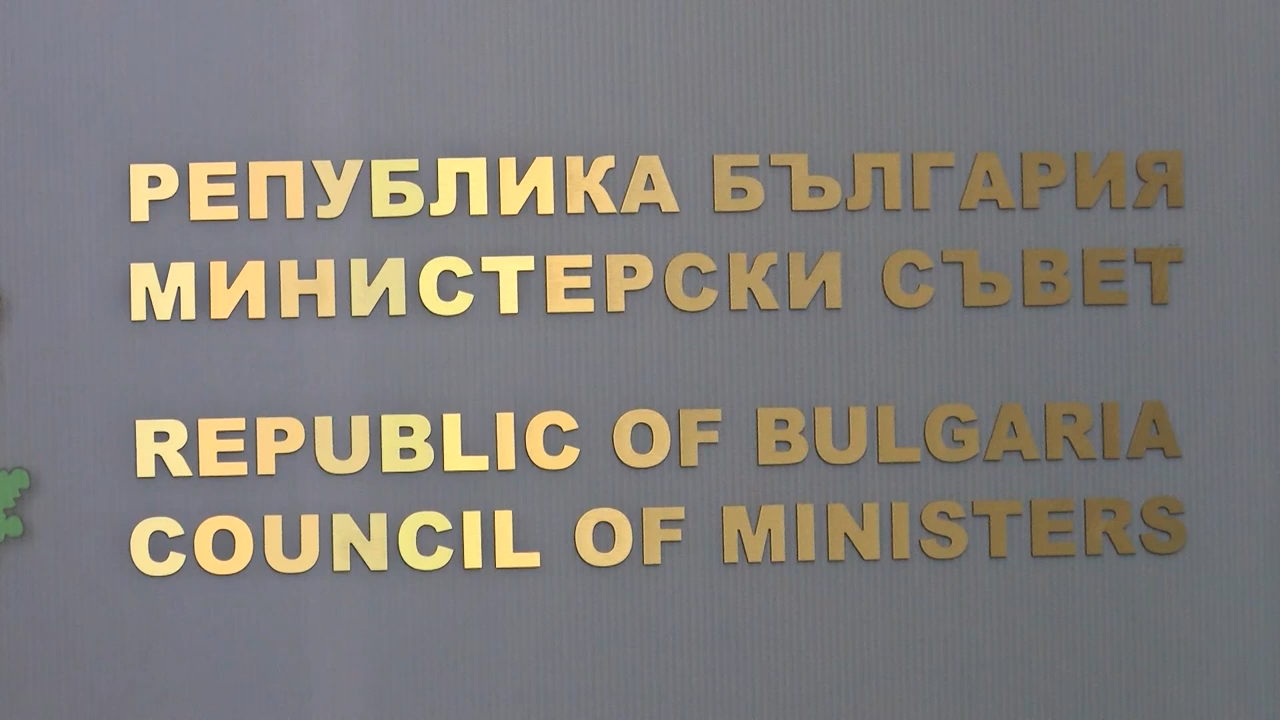 РЕПУБЛИКА БЪЛГАРИЯ
МИНИСТЕРСКИ СЪВЕТ
REPUBLIC OF BULGARIA
COUNCIL OF MINISTERS